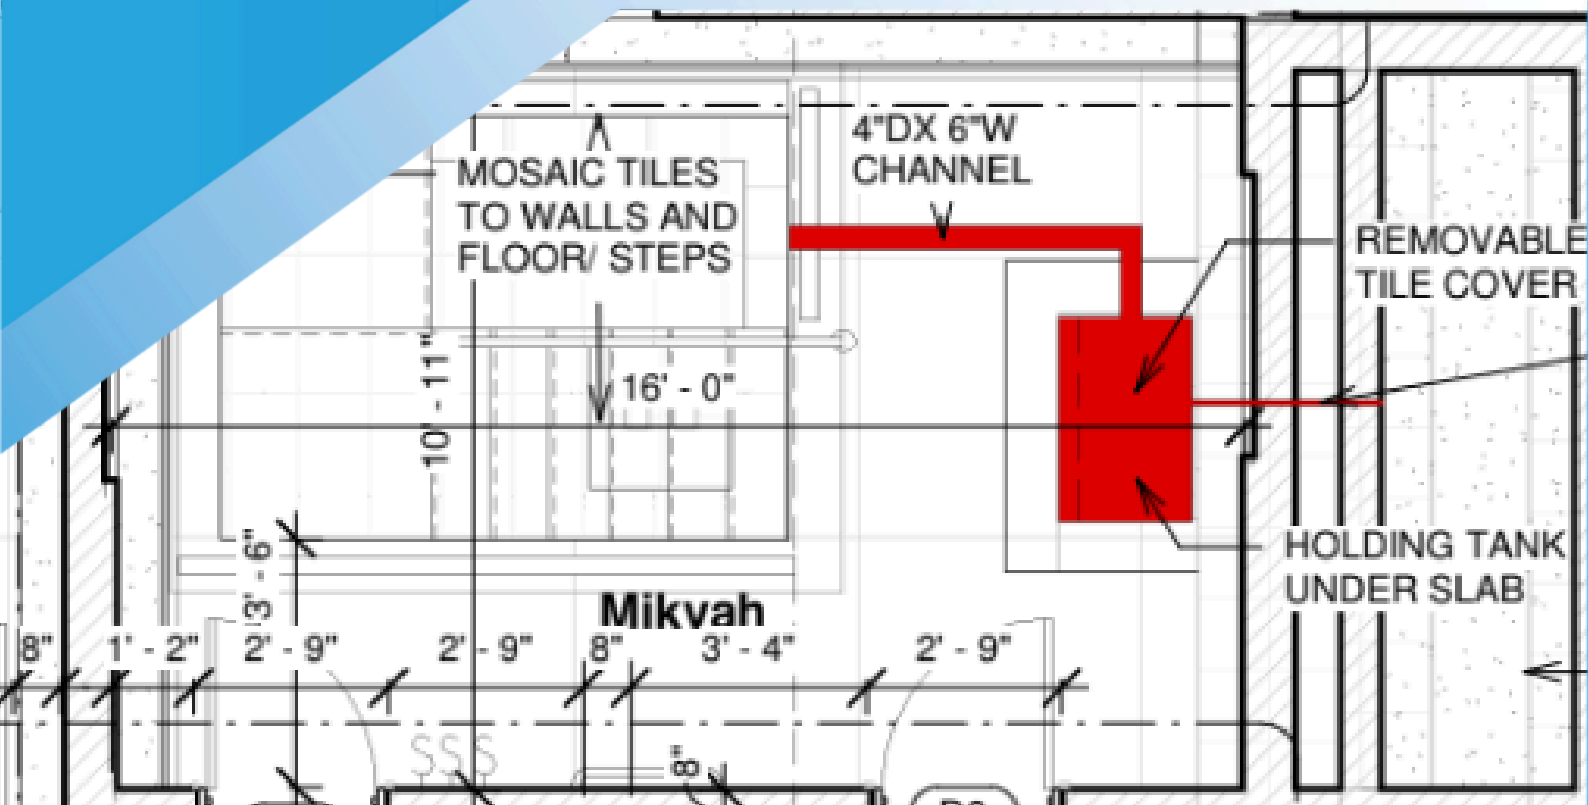 4"DX 6"W
CHANNEL
MOSAIC TILES
TO WALLS AND
FLOOR/ STEPS
REMOVABLE
TILE COVER
10' - 11"
16' - 0"
3' - 6"
HOLDING TANK
UNDER SLAB
Mikvah
8"
1' - 2"
2' - 9"
2' - 9"
8"
3' - 4"
2' - 9"
SSS
8"